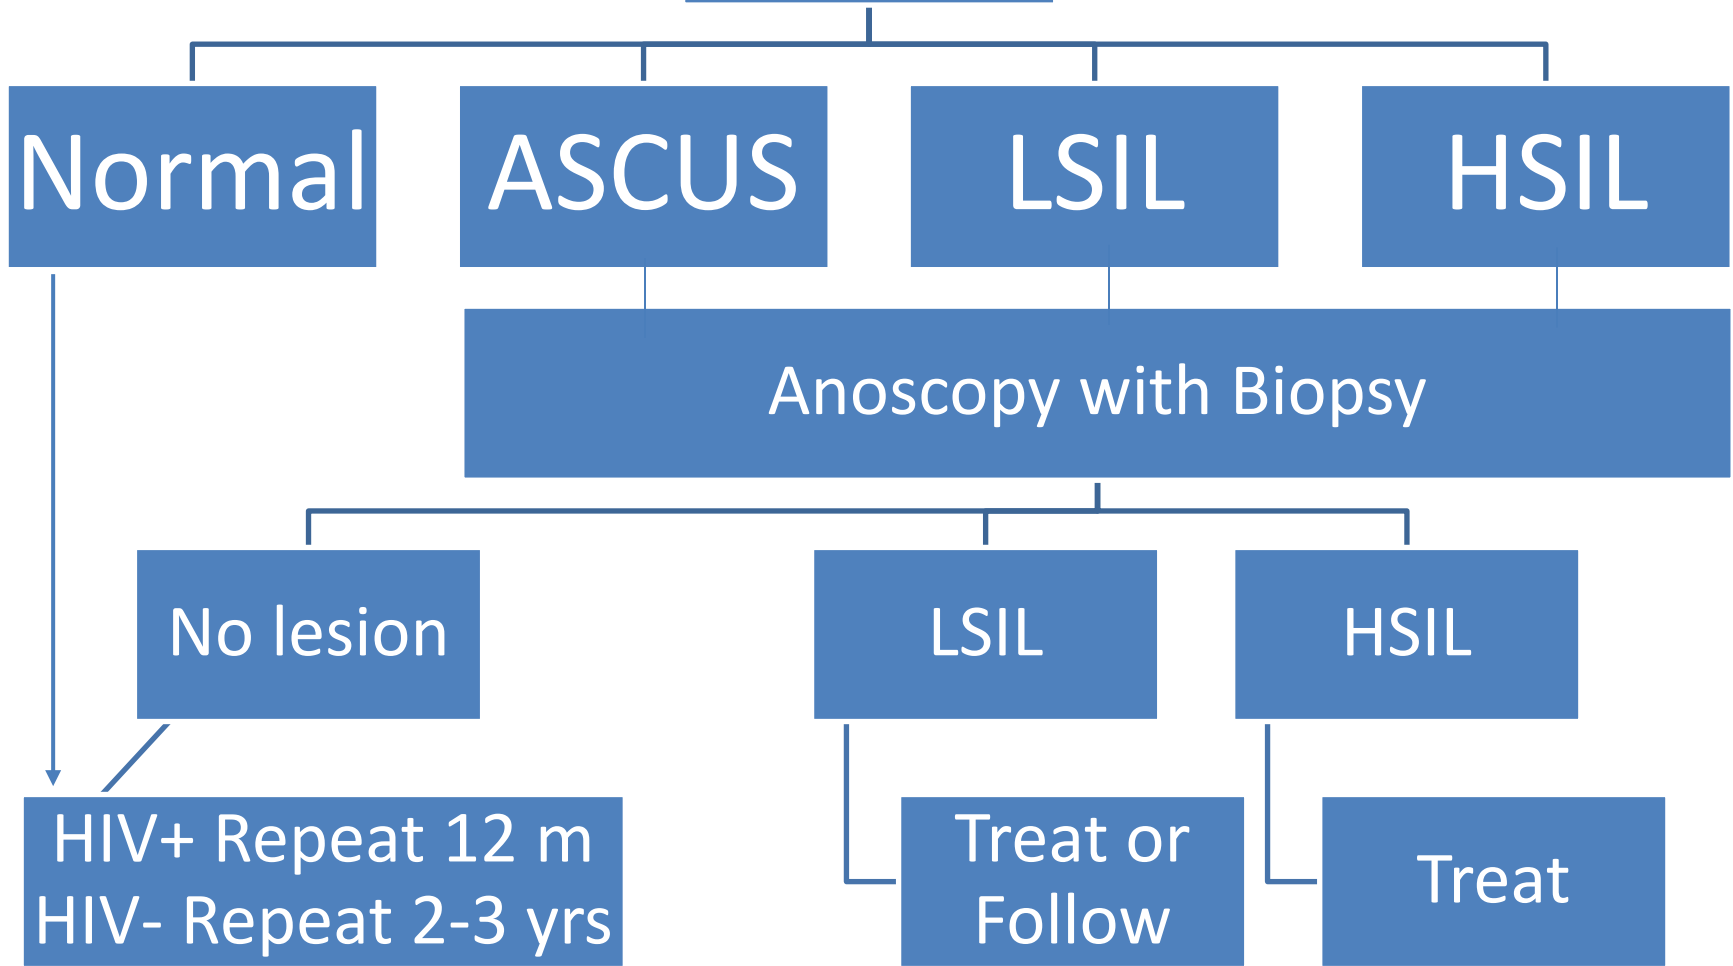 Normal
ASCUS
LSIL
HSIL
Anoscopy with Biopsy
No lesion
LSIL
HSIL
HIV+ Repeat 12 m
HIV- Repeat 2-3 yrs
Treat or
Follow
Treat